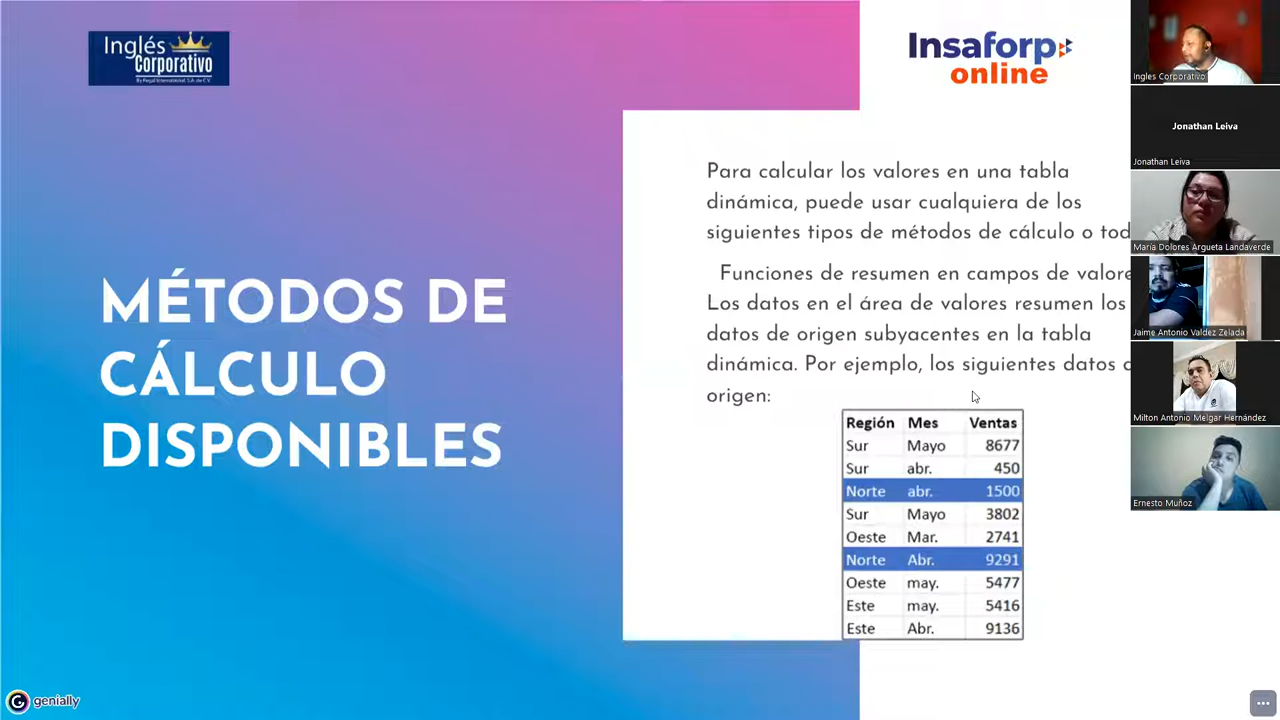 Inglés
Corporativo
By Regal International, S.A. de C.V.
Insaforp
online
MÉTODOS DE
CÁLCULO
DISPONIBLES
Para calcular los valores en una tabla
dinámica, puede usar cualquiera de los
siguientes tipos de métodos de cálculo o tod
Funciones de resumen en campos de valore
Los datos en el área de valores resumen los
datos de origen subyacentes en la tabla
dinámica. Por ejemplo, los siguientes datos
origen:
Región Mes Ventas
Sur Mayo 8677
Sur abr. 450
Norte abr. 1500
Sur Mayo 3802
Oeste Mar. 2741
Norte Abr. 9291
Oeste may. 5477
Este may. 5416
Este Abr. 9136
Ingles Corporativo
Jonathan Leiva
Jonathan Leiva
María Dolores Argueta Landaverde
Jaime Antonio Valdez Zelada
Milton Antonio Melgar Hernández
Ernesto Muñoz
genially